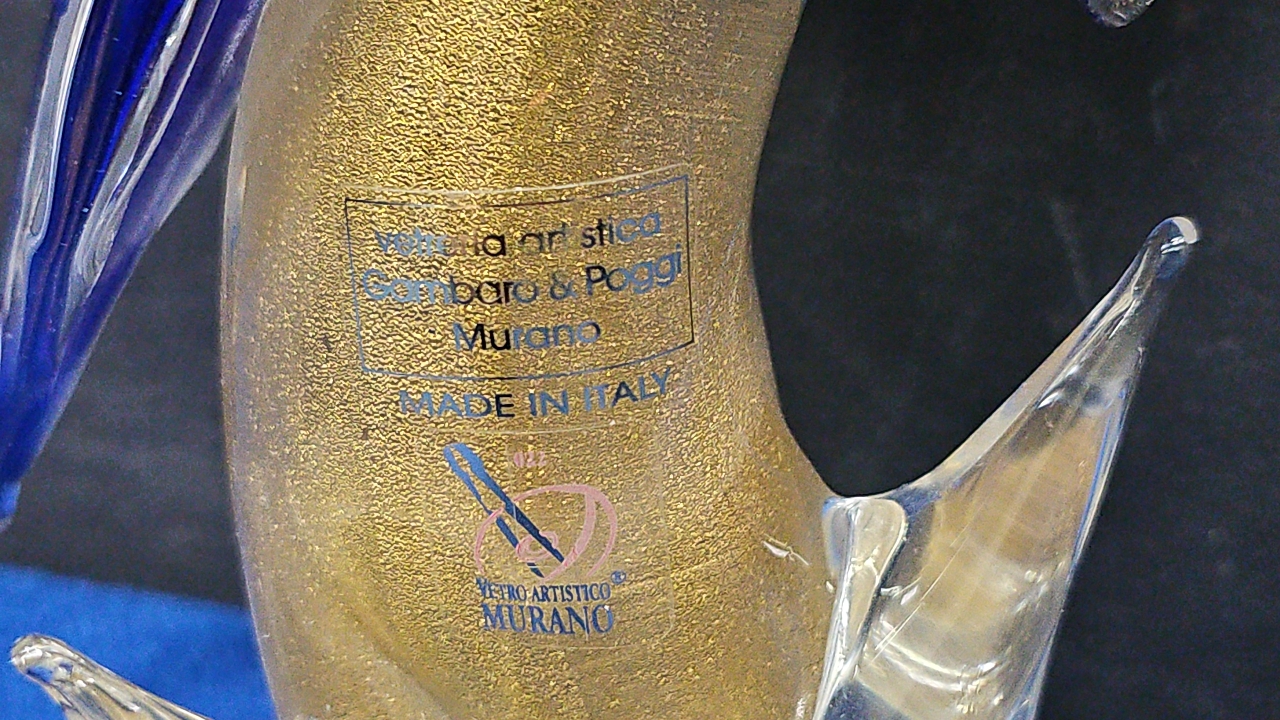 vetreria artistica
Gambaro & Poggi
Murano
MADE IN ITALY
022
VETRO ARTISTICO®
MURANO